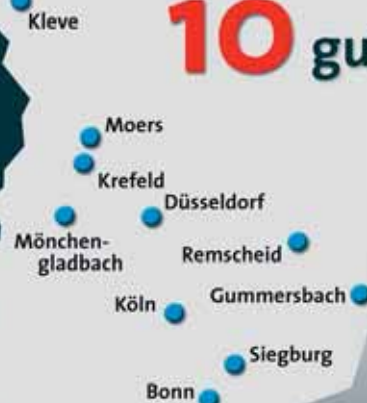 Kleve
10 gu
Moers
Krefeld
Düsseldorf
Mönchen-
gladbach
Remscheid
Köln
Gummersbach
Siegburg
Bonn